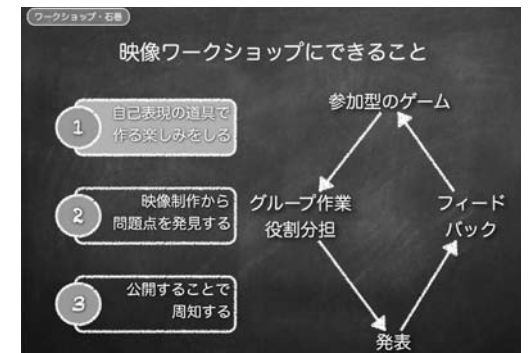 ワークショップ・石巻
映像ワークショップにできること
1
自己表現の道具で
作る楽しみをしる
2
映像制作から
問題点を発見する
3
公開することで
周知する
参加型のゲーム
グループ作業
役割分担
フィード
バック
発表